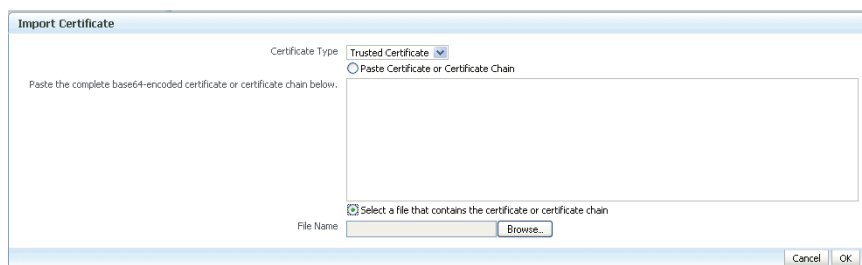 Import Certificate
Certificate Type Trusted Certificate
Paste Certificate or Certificate Chain
Paste the complete base64-encoded certificate or certificate chain below.
Select a file that contains the certificate or certificate chain
File Name Browse...
Cancel OK